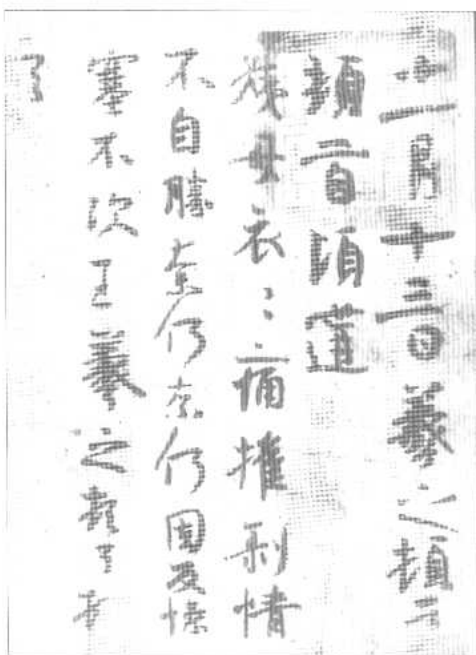 十一月十三日羲之頓首
頓首頃遘
姨母哀〻痛摧剥情
不自勝奈何奈何因反慘
塞不次王羲之頓首頓
首